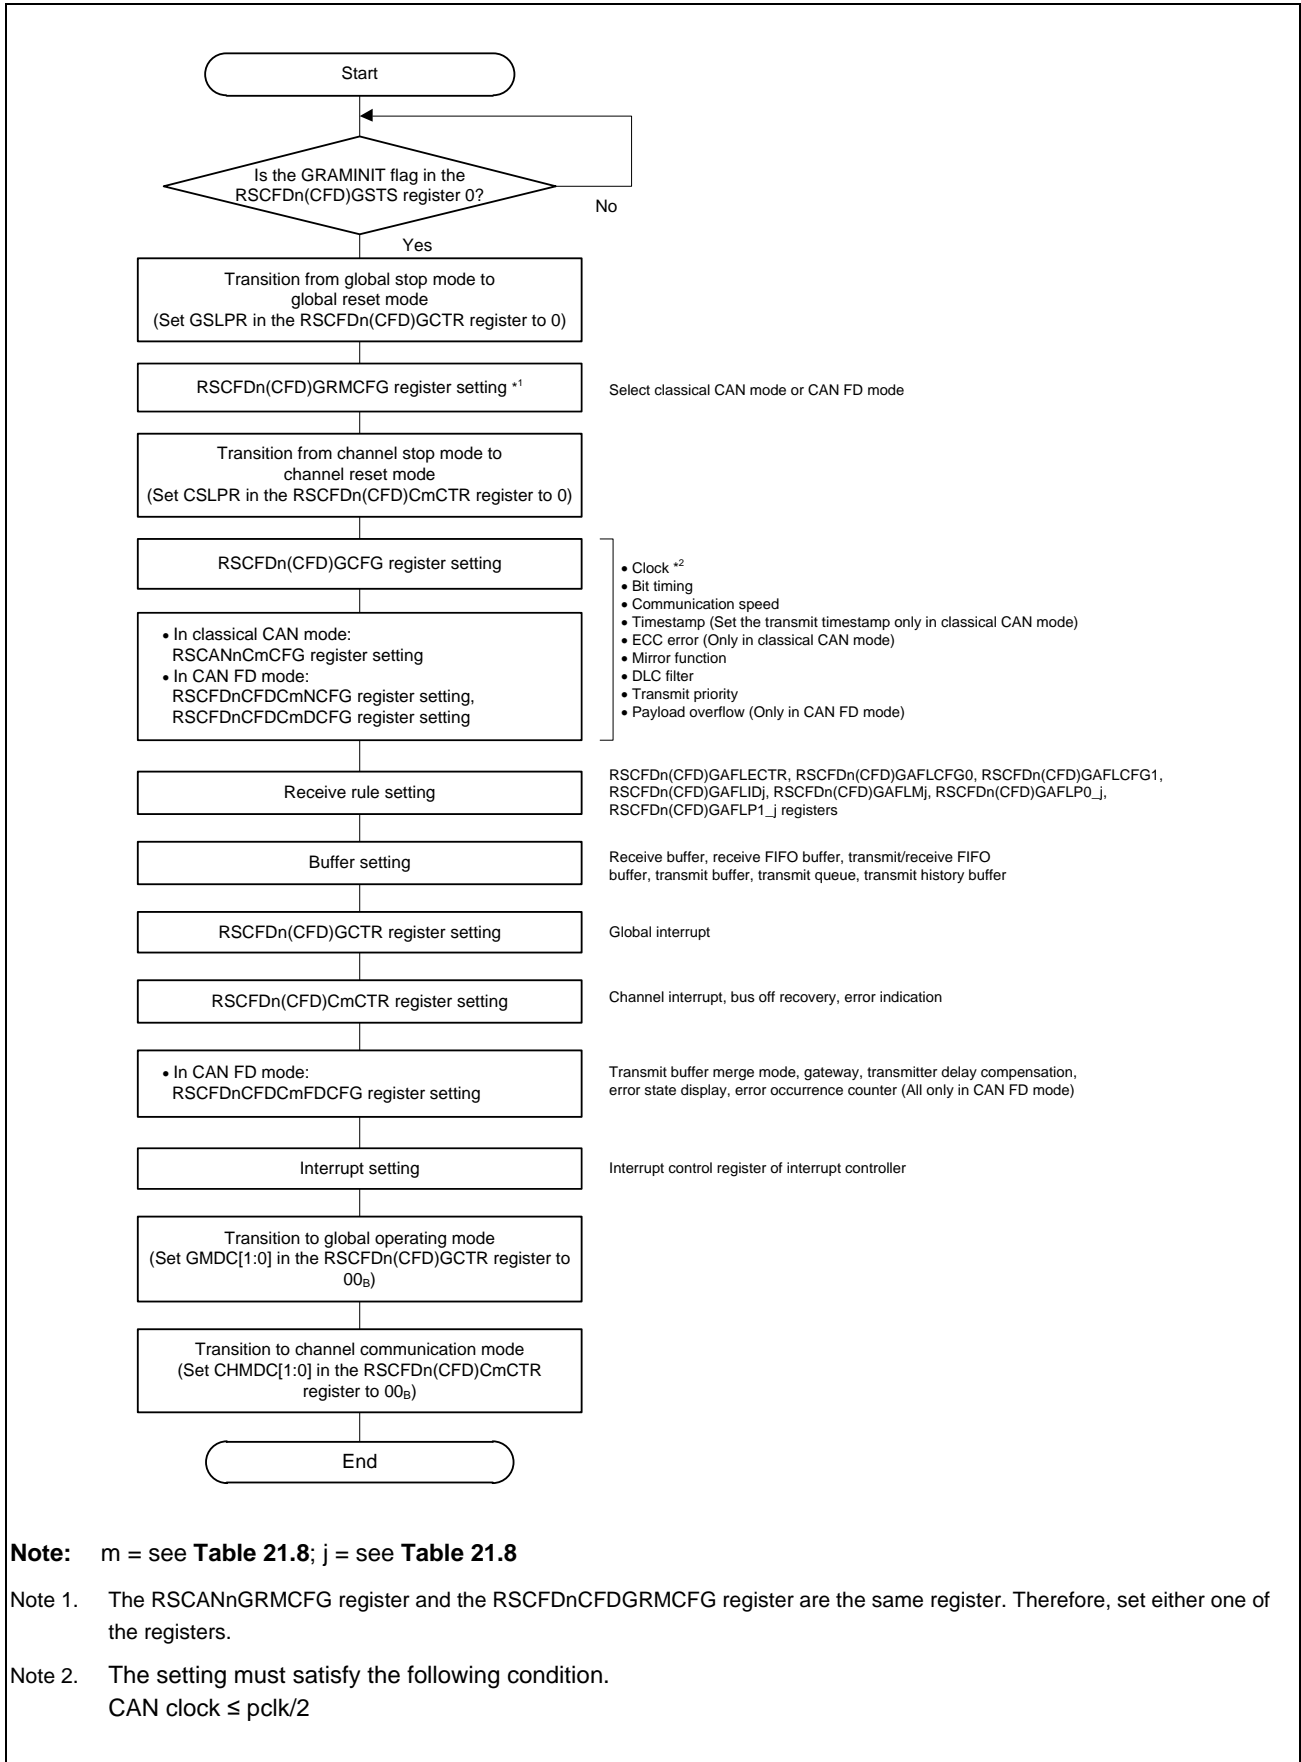 Start
Is the GRAMINIT flag in the
RSCFDn(CFD)GSTS register 0?
No
Yes
Transition from global stop mode to
global reset mode
(Set GSLPR in the RSCFDn(CFD)GCTR register to 0)
RSCFDn(CFD)GRMCFG register setting *1
Select classical CAN mode or CAN FD mode
Transition from channel stop mode to
channel reset mode
(Set CSLPR in the RSCFDn(CFD)CmCTR register to 0)
RSCFDn(CFD)GCFG register setting
• In classical CAN mode:
RSCANnCmCFG register setting
• In CAN FD mode:
RSCFDnCFDCmNCFG register setting,
RSCFDnCFDCmDCFG register setting
• Clock *2
• Bit timing
• Communication speed
• Timestamp (Set the transmit timestamp only in classical CAN mode)
• ECC error (Only in classical CAN mode)
• Mirror function
• DLC filter
• Transmit priority
• Payload overflow (Only in CAN FD mode)
Receive rule setting
RSCFDn(CFD)GAFLECTR, RSCFDn(CFD)GAFLCFG0, RSCFDn(CFD)GAFLCFG1,
RSCFDn(CFD)GAFLIDj, RSCFDn(CFD)GAFLMj, RSCFDn(CFD)GAFLP0_j,
RSCFDn(CFD)GAFLP1_j registers
Buffer setting
Receive buffer, receive FIFO buffer, transmit/receive FIFO
buffer, transmit buffer, transmit queue, transmit history buffer
RSCFDn(CFD)GCTR register setting
Global interrupt
RSCFDn(CFD)CmCTR register setting
Channel interrupt, bus off recovery, error indication
• In CAN FD mode:
RSCFDnCFDCmFDCFG register setting
Transmit buffer merge mode, gateway, transmitter delay compensation,
error state display, error occurrence counter (All only in CAN FD mode)
Interrupt setting
Interrupt control register of interrupt controller
Transition to global operating mode
(Set GMDC[1:0] in the RSCFDn(CFD)GCTR register to
00B)
Transition to channel communication mode
(Set CHMDC[1:0] in the RSCFDn(CFD)CmCTR
register to 00B)
End
Note: m = see Table 21.8; j = see Table 21.8
Note 1. The RSCANnGRMCFG register and the RSCFDnCFDGRMCFG register are the same register. Therefore, set either one of
the registers.
Note 2. The setting must satisfy the following condition.
CAN clock ≤ pclk/2